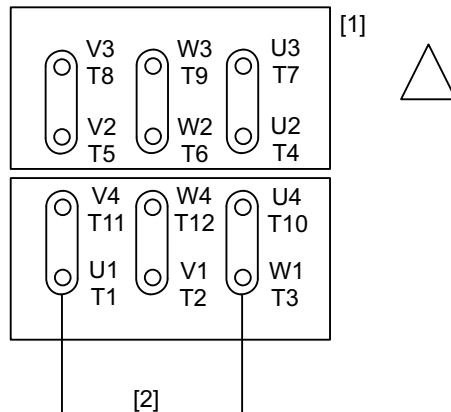 [1]
V3 W3 U3
T8 T9 T7
V2 W2 U2
T5 T6 T4
V4 W4 U4
T11 T12 T10
U1 V1 W1
T1 T2 T3
[2]